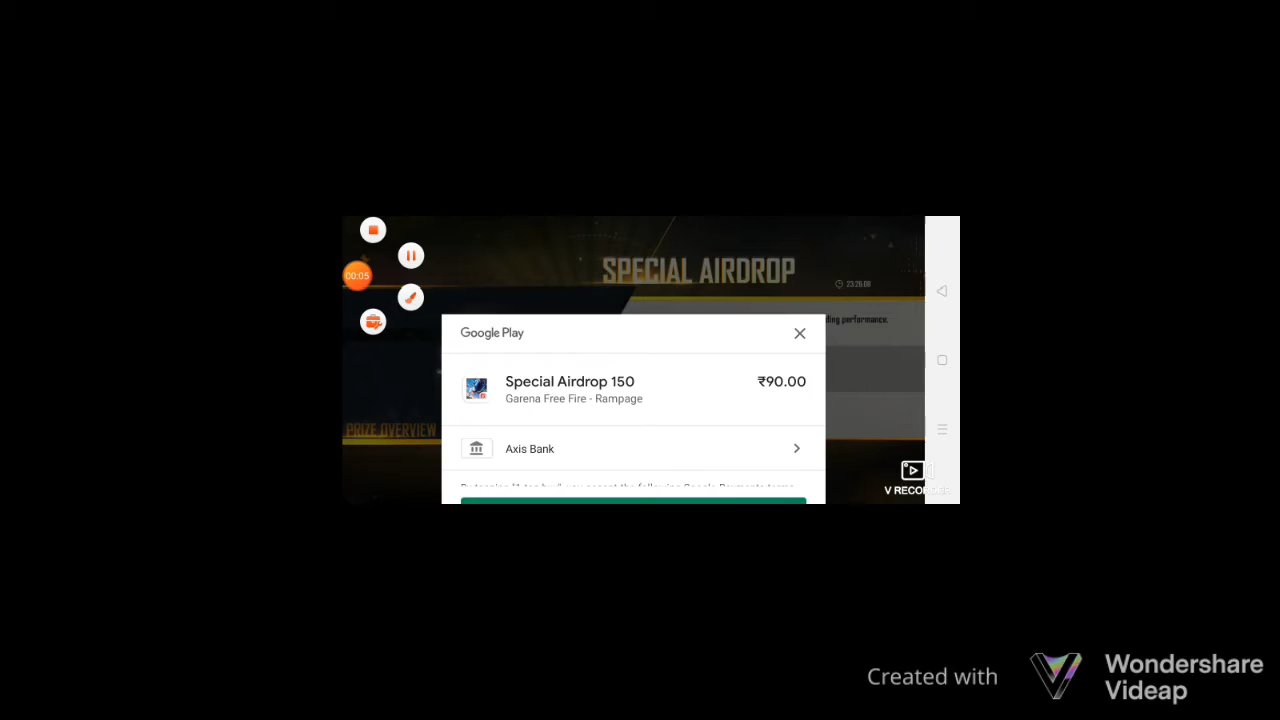 00:05
SPECIAL AIRDROP
23:26:08
ding performance.
Google Play
Special Airdrop 150
₹90.00
Garena Free Fire - Rampage
PRIZE OVERVIEW
Axis Bank
V RECORDER
Created with
Wondershare
Videap